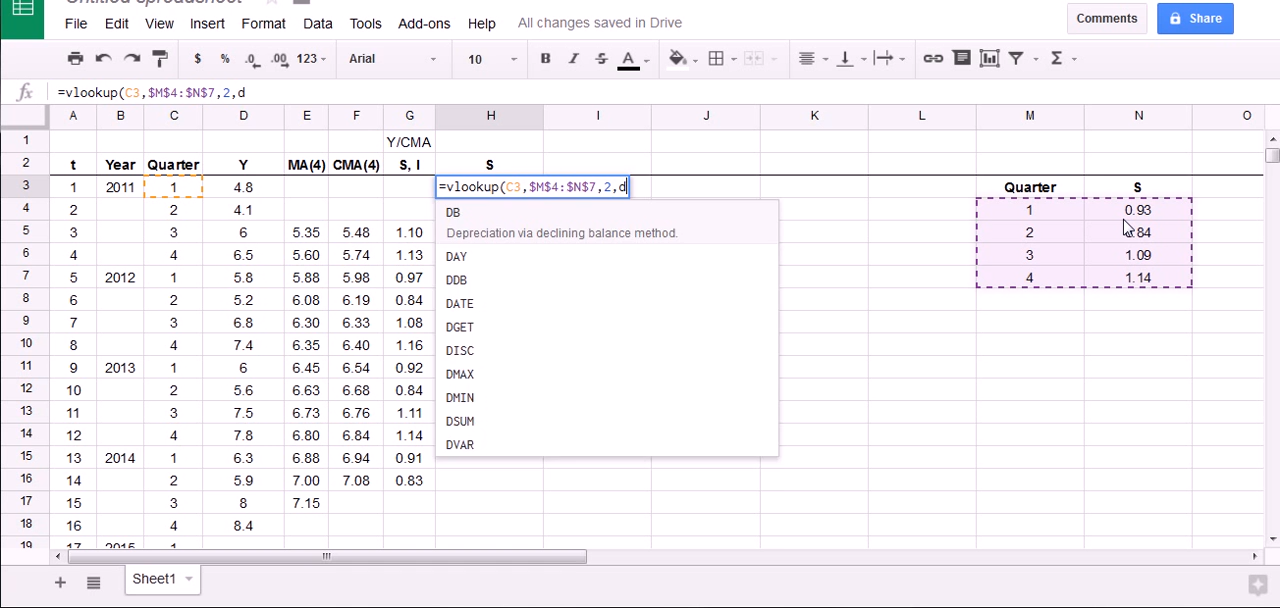 Untitled spreadsheet
File Edit View Insert Format Data Tools Add-ons Help All changes saved in Drive Comments Share
$ % .0 .00 123 Arial 10 B I S A Σ
fx =vlookup(C3,$M$4:$N$7,2,d
A B C D E F G H I J K L M N O
1 Y/CMA
2 t Year Quarter Y MA(4) CMA(4) S, I S
3 1 2011 1 4.8 =vlookup(C3,$M$4:$N$7,2,d Quarter S
4 2 2 4.1 1 0.93
5 3 3 6 5.35 5.48 1.10 2 84
6 4 4 6.5 5.60 5.74 1.13 3 1.09
7 5 2012 1 5.8 5.88 5.98 0.97 4 1.14
8 6 2 5.2 6.08 6.19 0.84
9 7 3 6.8 6.30 6.33 1.08
10 8 4 7.4 6.35 6.40 1.16
11 9 2013 1 6 6.45 6.54 0.92
12 10 2 5.6 6.63 6.68 0.84
13 11 3 7.5 6.73 6.76 1.11
14 12 4 7.8 6.80 6.84 1.14
15 13 2014 1 6.3 6.88 6.94 0.91
16 14 2 5.9 7.00 7.08 0.83
17 15 3 8 7.15
18 16 4 8.4
19 17 2015 1
DB
Depreciation via declining balance method.
DAY
DDB
DATE
DGET
DISC
DMAX
DMIN
DSUM
DVAR
Sheet1